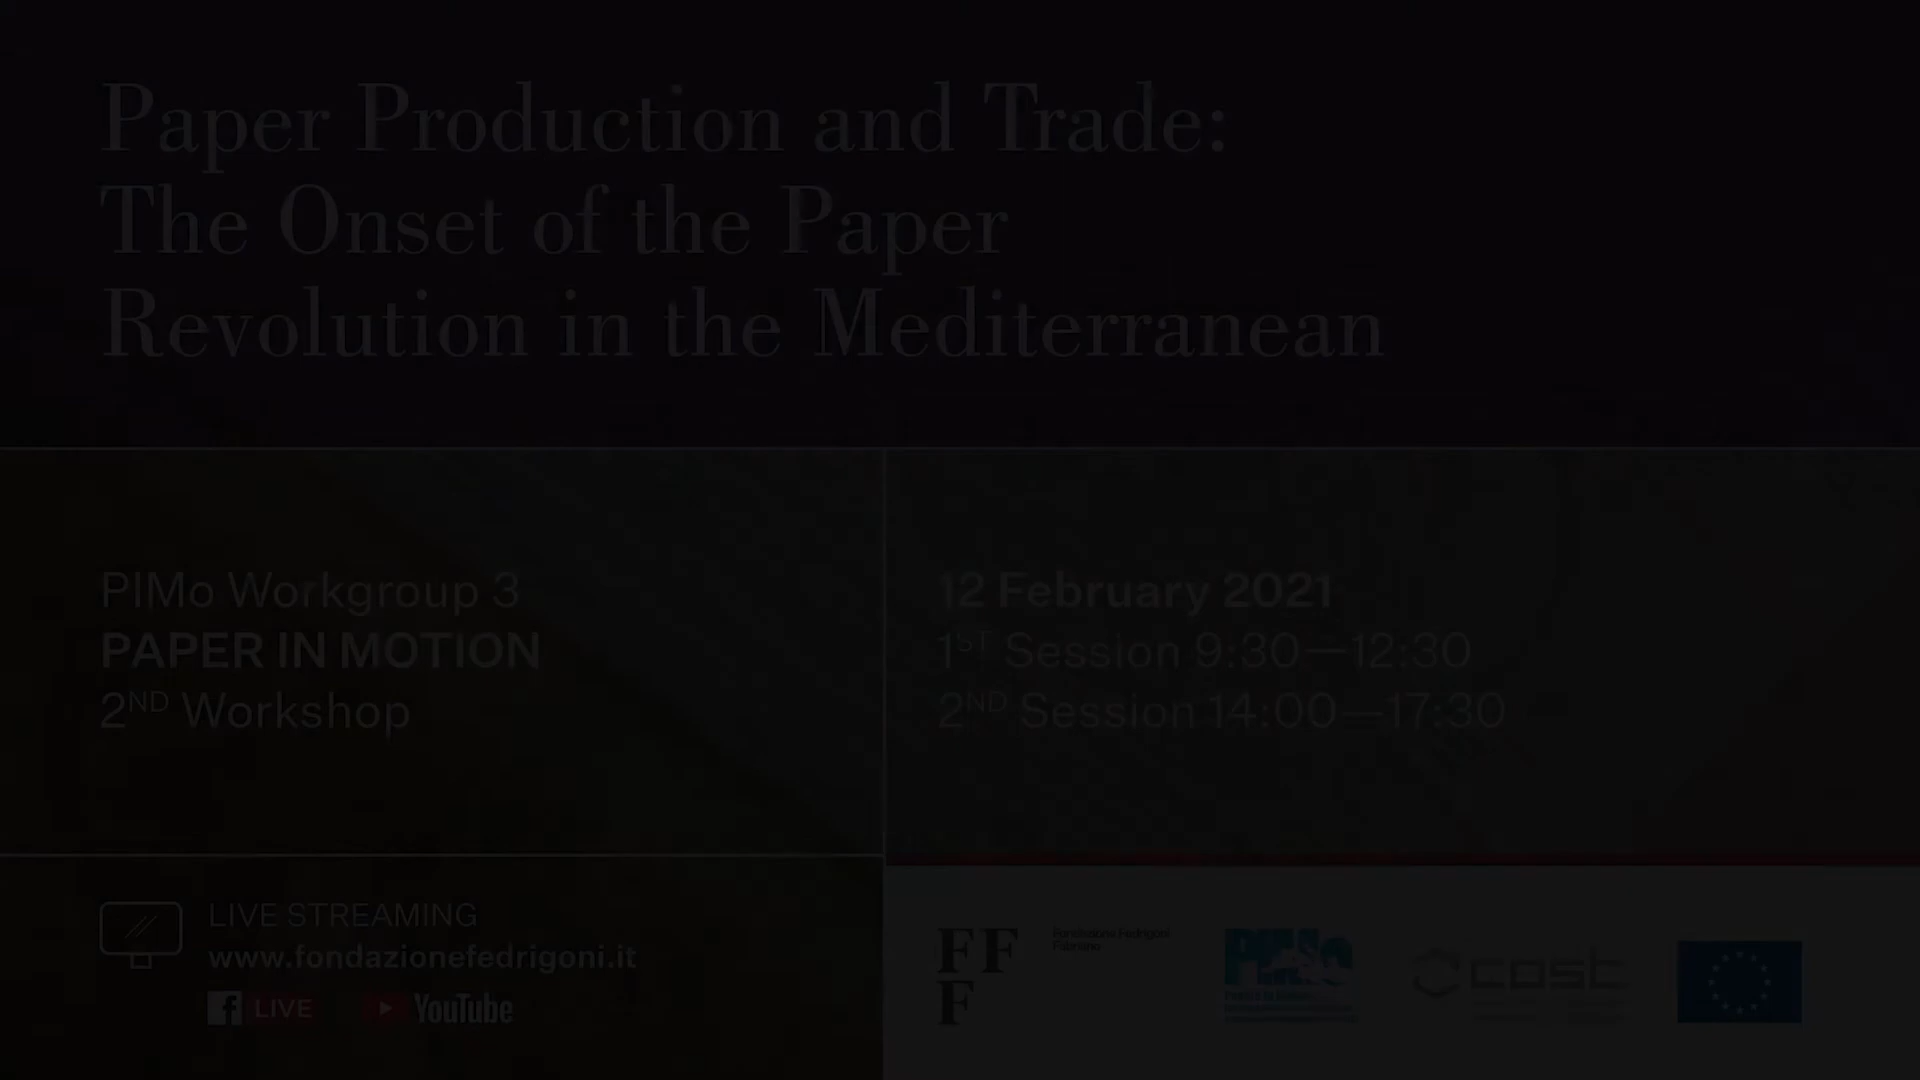 Paper Production and Trade:
The Onset of the Paper
Revolution in the Mediterranean
PIMo Workgroup 3
PAPER IN MOTION
2ND Workshop
12 February 2021
1ST Session 9:30—12:30
2ND Session 14:00—17:30
LIVE STREAMING
www.fondazionefedrigoni.it
f LIVE
YouTube
FF
F
Fondazione Fedrigoni
Fabriano
PIMo
cost